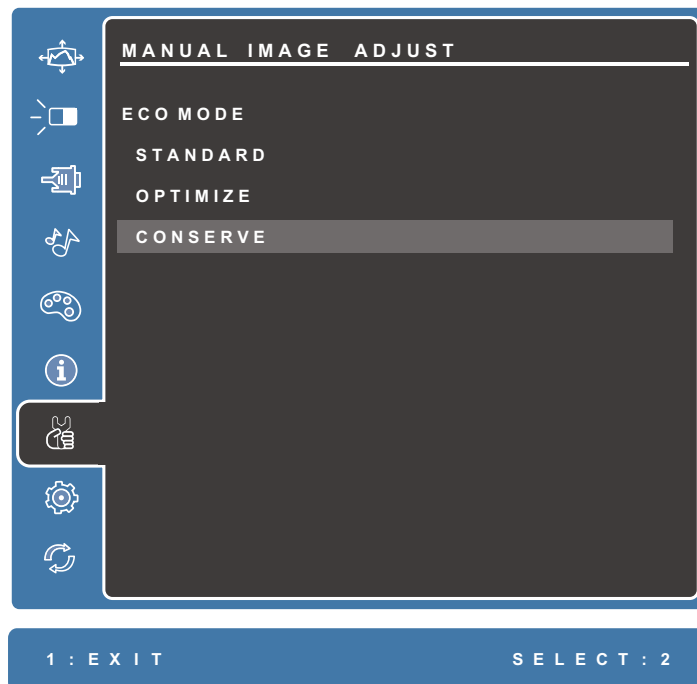 MANUAL IMAGE ADJUST
ECO MODE
STANDARD
OPTIMIZE
CONSERVE
1 : EXIT SELECT : 2